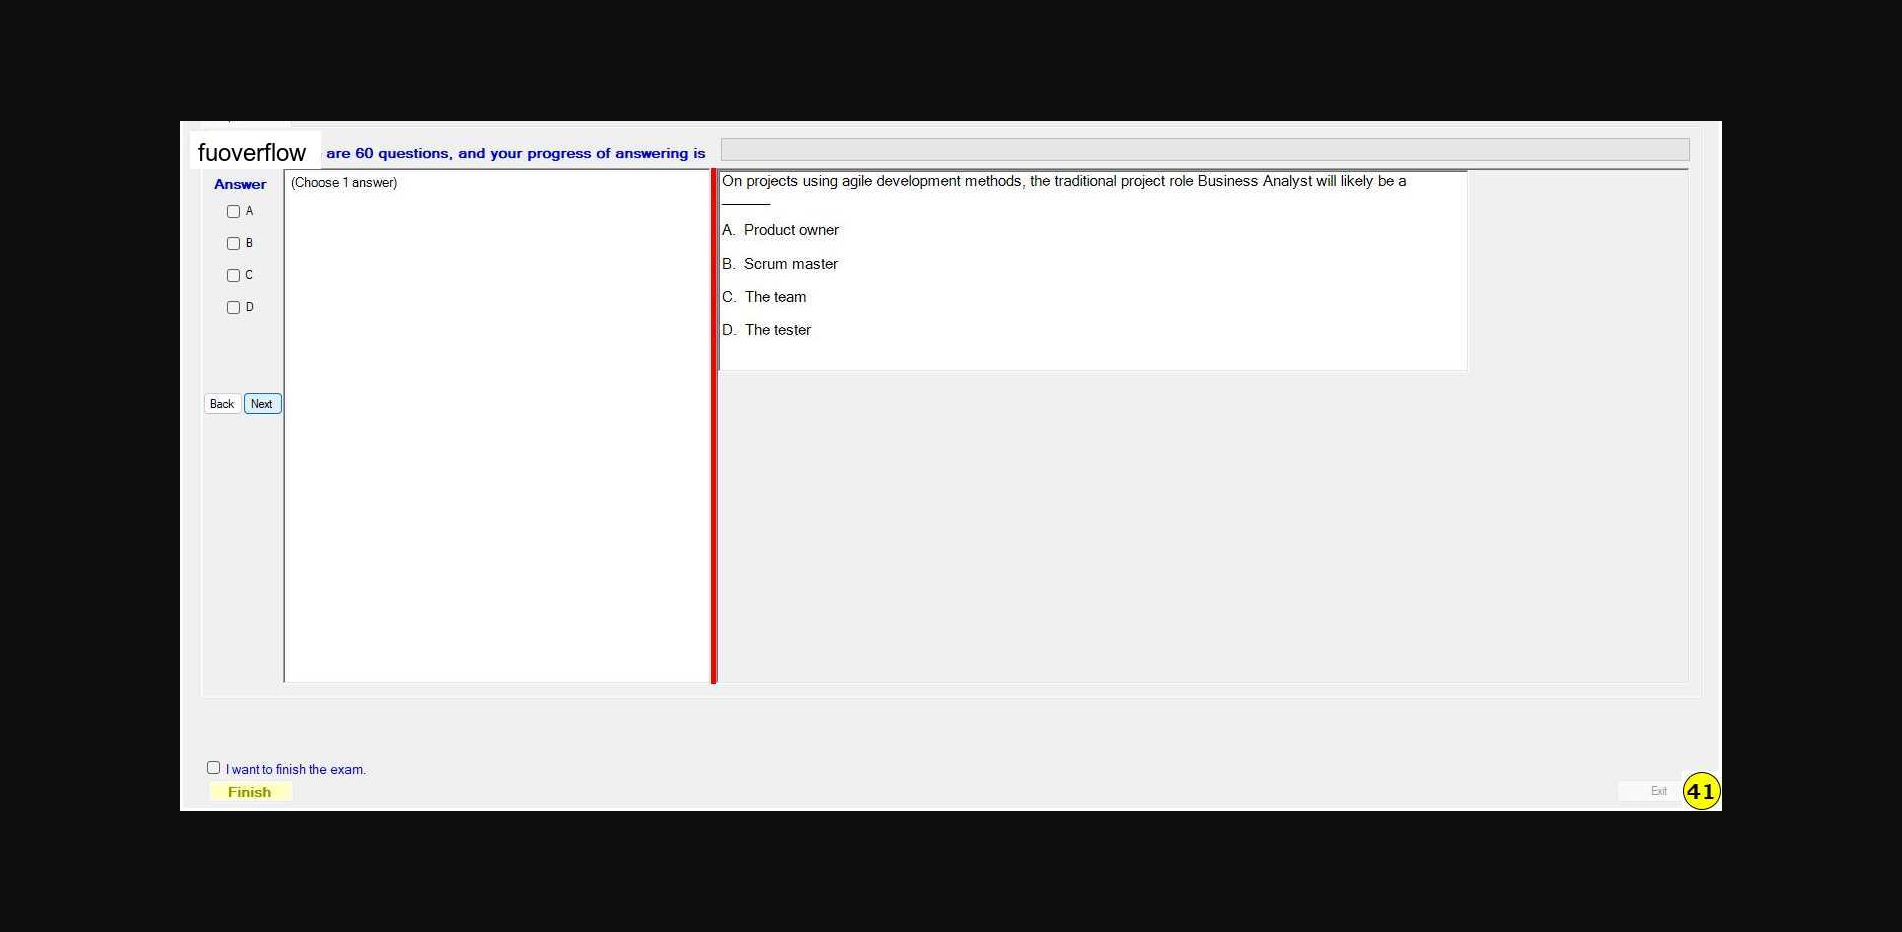 fuoverflow are 60 questions, and your progress of answering is
Answer
(Choose 1 answer)
A
B
C
D
Back Next
On projects using agile development methods, the traditional project role Business Analyst will likely be a
______
A. Product owner
B. Scrum master
C. The team
D. The tester
I want to finish the exam.
Finish
Exit
41